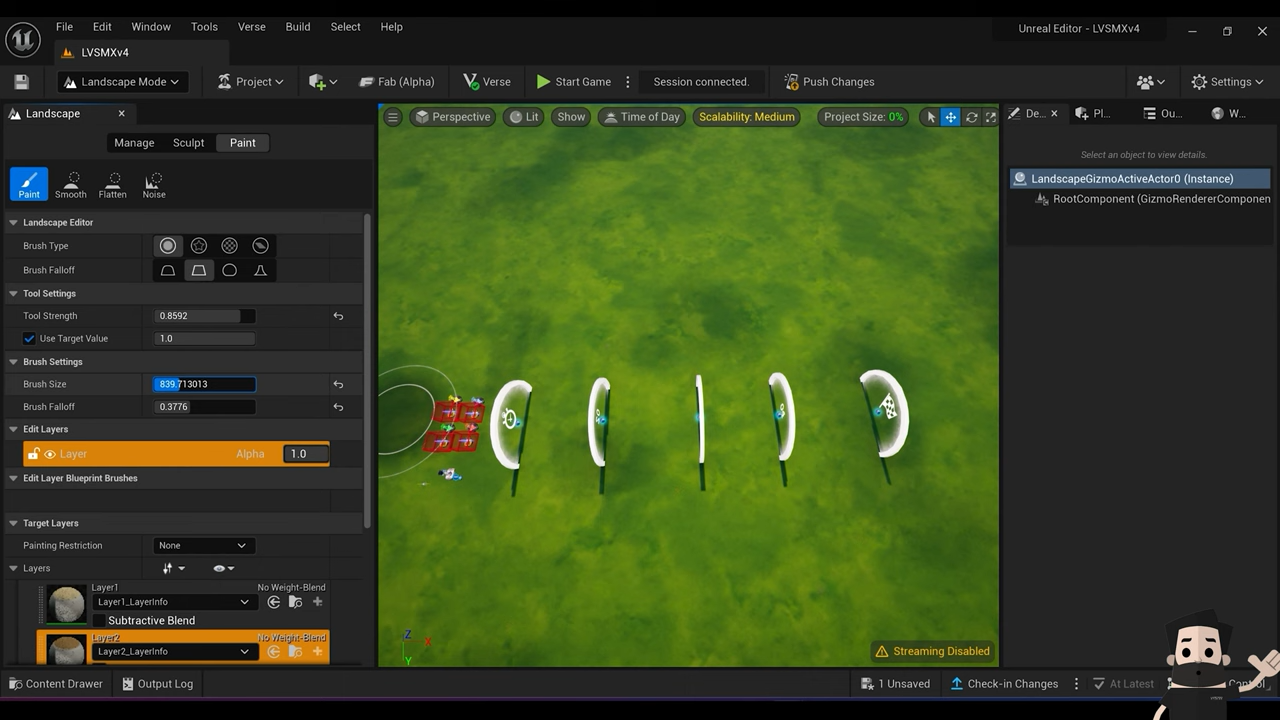 File Edit Window Tools Verse Build Select Help
Unreal Editor - LVSMXv4
LVSMXv4
Landscape Mode Project Fab (Alpha) Verse Start Game Session connected. Push Changes Settings
Landscape
De... Pl... Ou... W...
Manage Sculpt Paint
Perspective Lit Show Time of Day Scalability: Medium Project Size: 0%
Select an object to view details.
Paint Smooth Flatten Noise
LandscapeGizmoActiveActor0 (Instance)
RootComponent (GizmoRendererComponen
Landscape Editor
Brush Type
Brush Falloff
Tool Settings
Tool Strength 0.8592
Use Target Value 1.0
Brush Settings
Brush Size 839.713013
Brush Falloff 0.3776
Edit Layers
Layer Alpha 1.0
Edit Layer Blueprint Brushes
Target Layers
Painting Restriction None
Layers
Layer1 No Weight-Blend
Layer1_LayerInfo
Subtractive Blend
Layer2 No Weight-Blend
Layer2_LayerInfo
Z
X
Y
Streaming Disabled
Content Drawer Output Log 1 Unsaved Check-in Changes At Latest